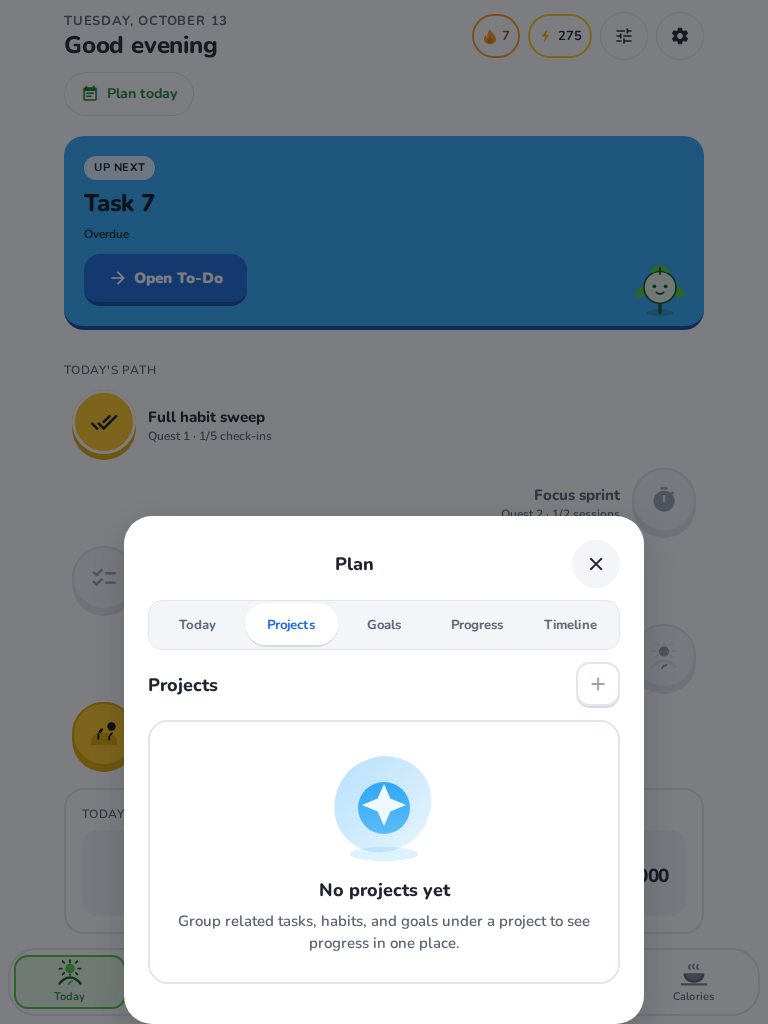 TUESDAY, OCTOBER 13
Good evening
7
275
Plan today
UP NEXT
Task 7
Overdue
Open To-Do
TODAY'S PATH
Full habit sweep
Quest 1 · 1/5 check-ins
Focus sprint
Quest 2 · 1/2 sessions
Plan
Today
Projects
Goals
Progress
Timeline
Projects
No projects yet
Group related tasks, habits, and goals under a project to see
progress in one place.
TODAY
000
Today
Calories